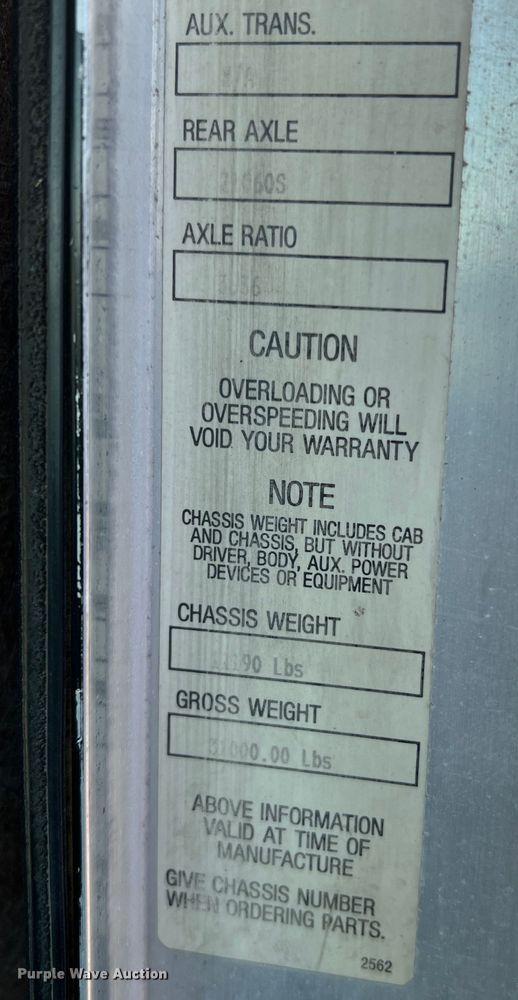 AUX. TRANS.
N/A
REAR AXLE
AXLE RATIO
CAUTION
OVERLOADING OR
OVERSPEEDING WILL
VOID YOUR WARRANTY
NOTE
CHASSIS WEIGHT INCLUDES CAB
AND CHASSIS, BUT WITHOUT
DRIVER, BODY, AUX. POWER
DEVICES OR EQUIPMENT
CHASSIS WEIGHT
Lbs
GROSS WEIGHT
Lbs
ABOVE INFORMATION
VALID AT TIME OF
MANUFACTURE
GIVE CHASSIS NUMBER
WHEN ORDERING PARTS.
2562
Purple Wave Auction